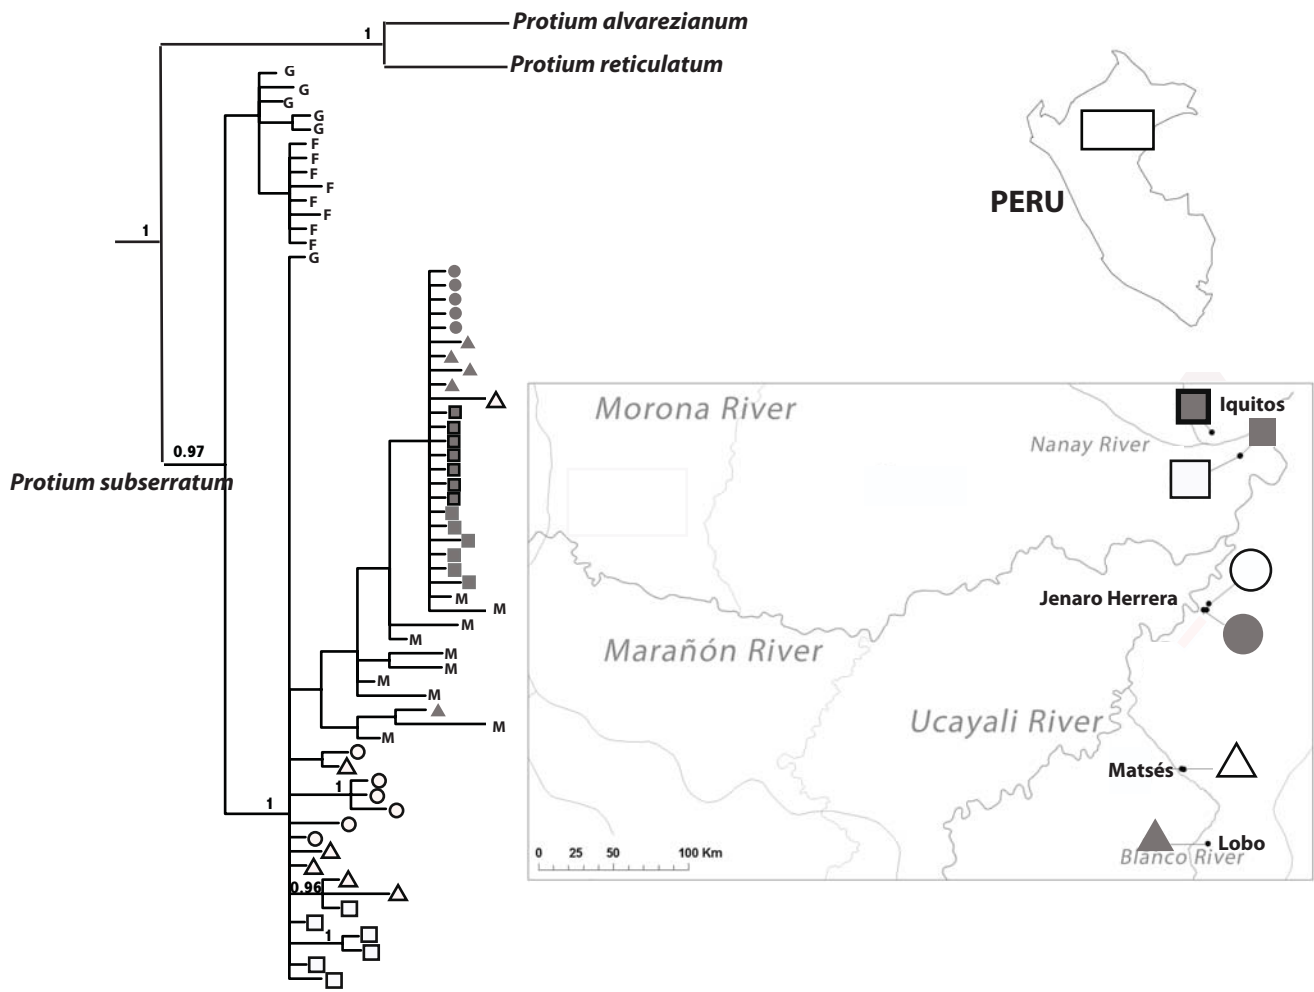 Protium alvarezianum
1
Protium reticulatum
G
G
G
G
G
F
F
F
F
F
F
F
F
G
1
PERU
Morona River
Iquitos
Nanay River
0.97
Protium subserratum
M
M
M
M
M
M
M
M
M
M
Jenaro Herrera
Marañón River
Ucayali River
Matsés
1
1
Lobo
Blanco River
0 25 50 100 Km
0.96
1